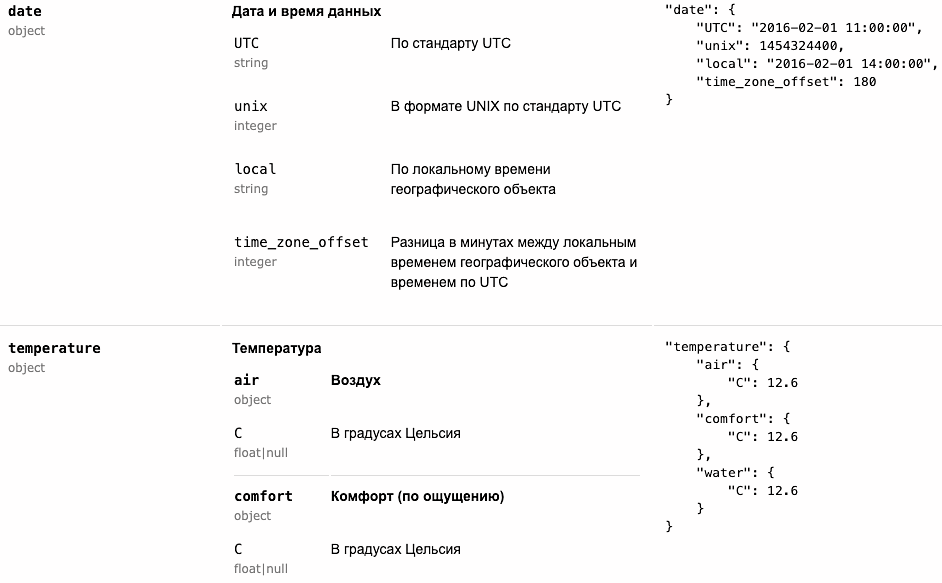 date
object
Дата и время данных
UTC
string
По стандарту UTC
unix
integer
В формате UNIX по стандарту UTC
local
string
По локальному времени
географического объекта
time_zone_offset
integer
Разница в минутах между локальным
временем географического объекта и
временем по UTC
"date": {
"UTC": "2016-02-01 11:00:00",
"unix": 1454324400,
"local": "2016-02-01 14:00:00",
"time_zone_offset": 180
}
temperature
object
Температура
air
object
Воздух
C
float|null
В градусах Цельсия
comfort
object
Комфорт (по ощущению)
C
float|null
В градусах Цельсия
"temperature": {
"air": {
"C": 12.6
},
"comfort": {
"C": 12.6
},
"water": {
"C": 12.6
}
}